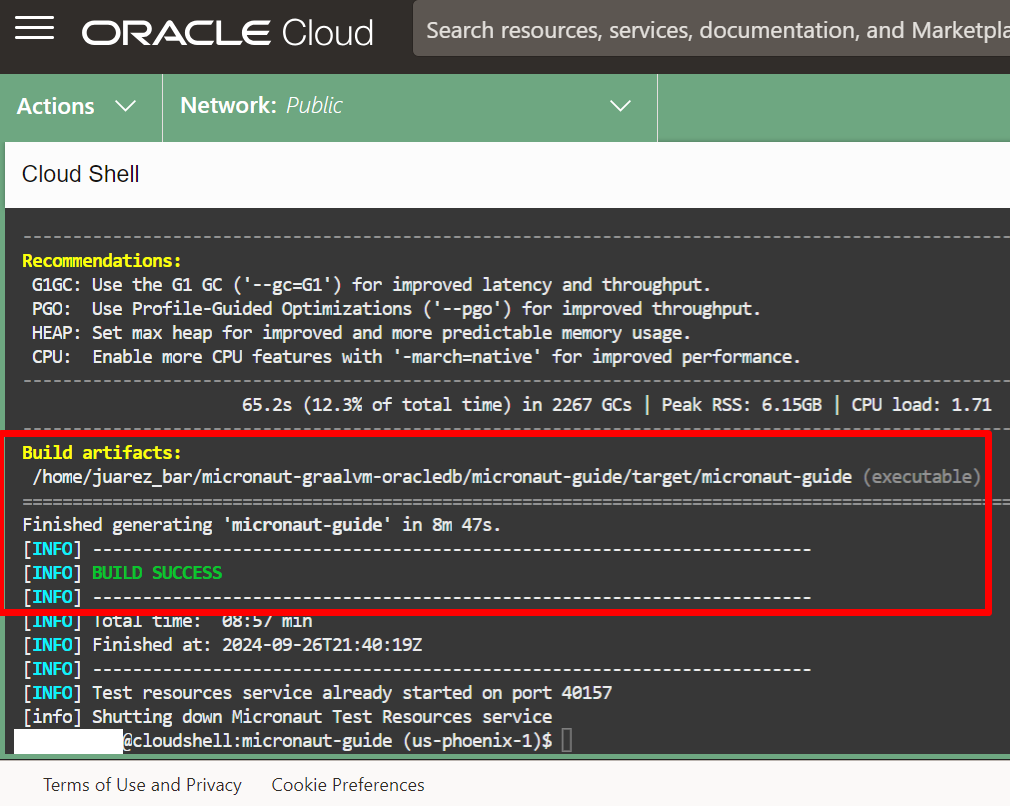 ORACLE Cloud
Search resources, services, documentation, and Marketpla
Actions
Network: Public
Cloud Shell
--------------------------------------------------------------------------------------------------
Recommendations:
G1GC: Use the G1 GC ('--gc=G1') for improved latency and throughput.
PGO:  Use Profile-Guided Optimizations ('--pgo') for improved throughput.
HEAP: Set max heap for improved and more predictable memory usage.
CPU:  Enable more CPU features with '-march=native' for improved performance.
--------------------------------------------------------------------------------------------------
65.2s (12.3% of total time) in 2267 GCs | Peak RSS: 6.15GB | CPU load: 1.71
--------------------------------------------------------------------------------------------------
Build artifacts:
/home/juarez_bar/micronaut-graalvm-oracledb/micronaut-guide/target/micronaut-guide (executable)
==================================================================================================
Finished generating 'micronaut-guide' in 8m 47s.
[INFO] ------------------------------------------------------------------------
[INFO] BUILD SUCCESS
[INFO] ------------------------------------------------------------------------
[INFO] Total time:  08:57 min
[INFO] Finished at: 2024-09-26T21:40:19Z
[INFO] ------------------------------------------------------------------------
[INFO] Test resources service already started on port 40157
[info] Shutting down Micronaut Test Resources service
@cloudshell:micronaut-guide (us-phoenix-1)$
Terms of Use and Privacy
Cookie Preferences